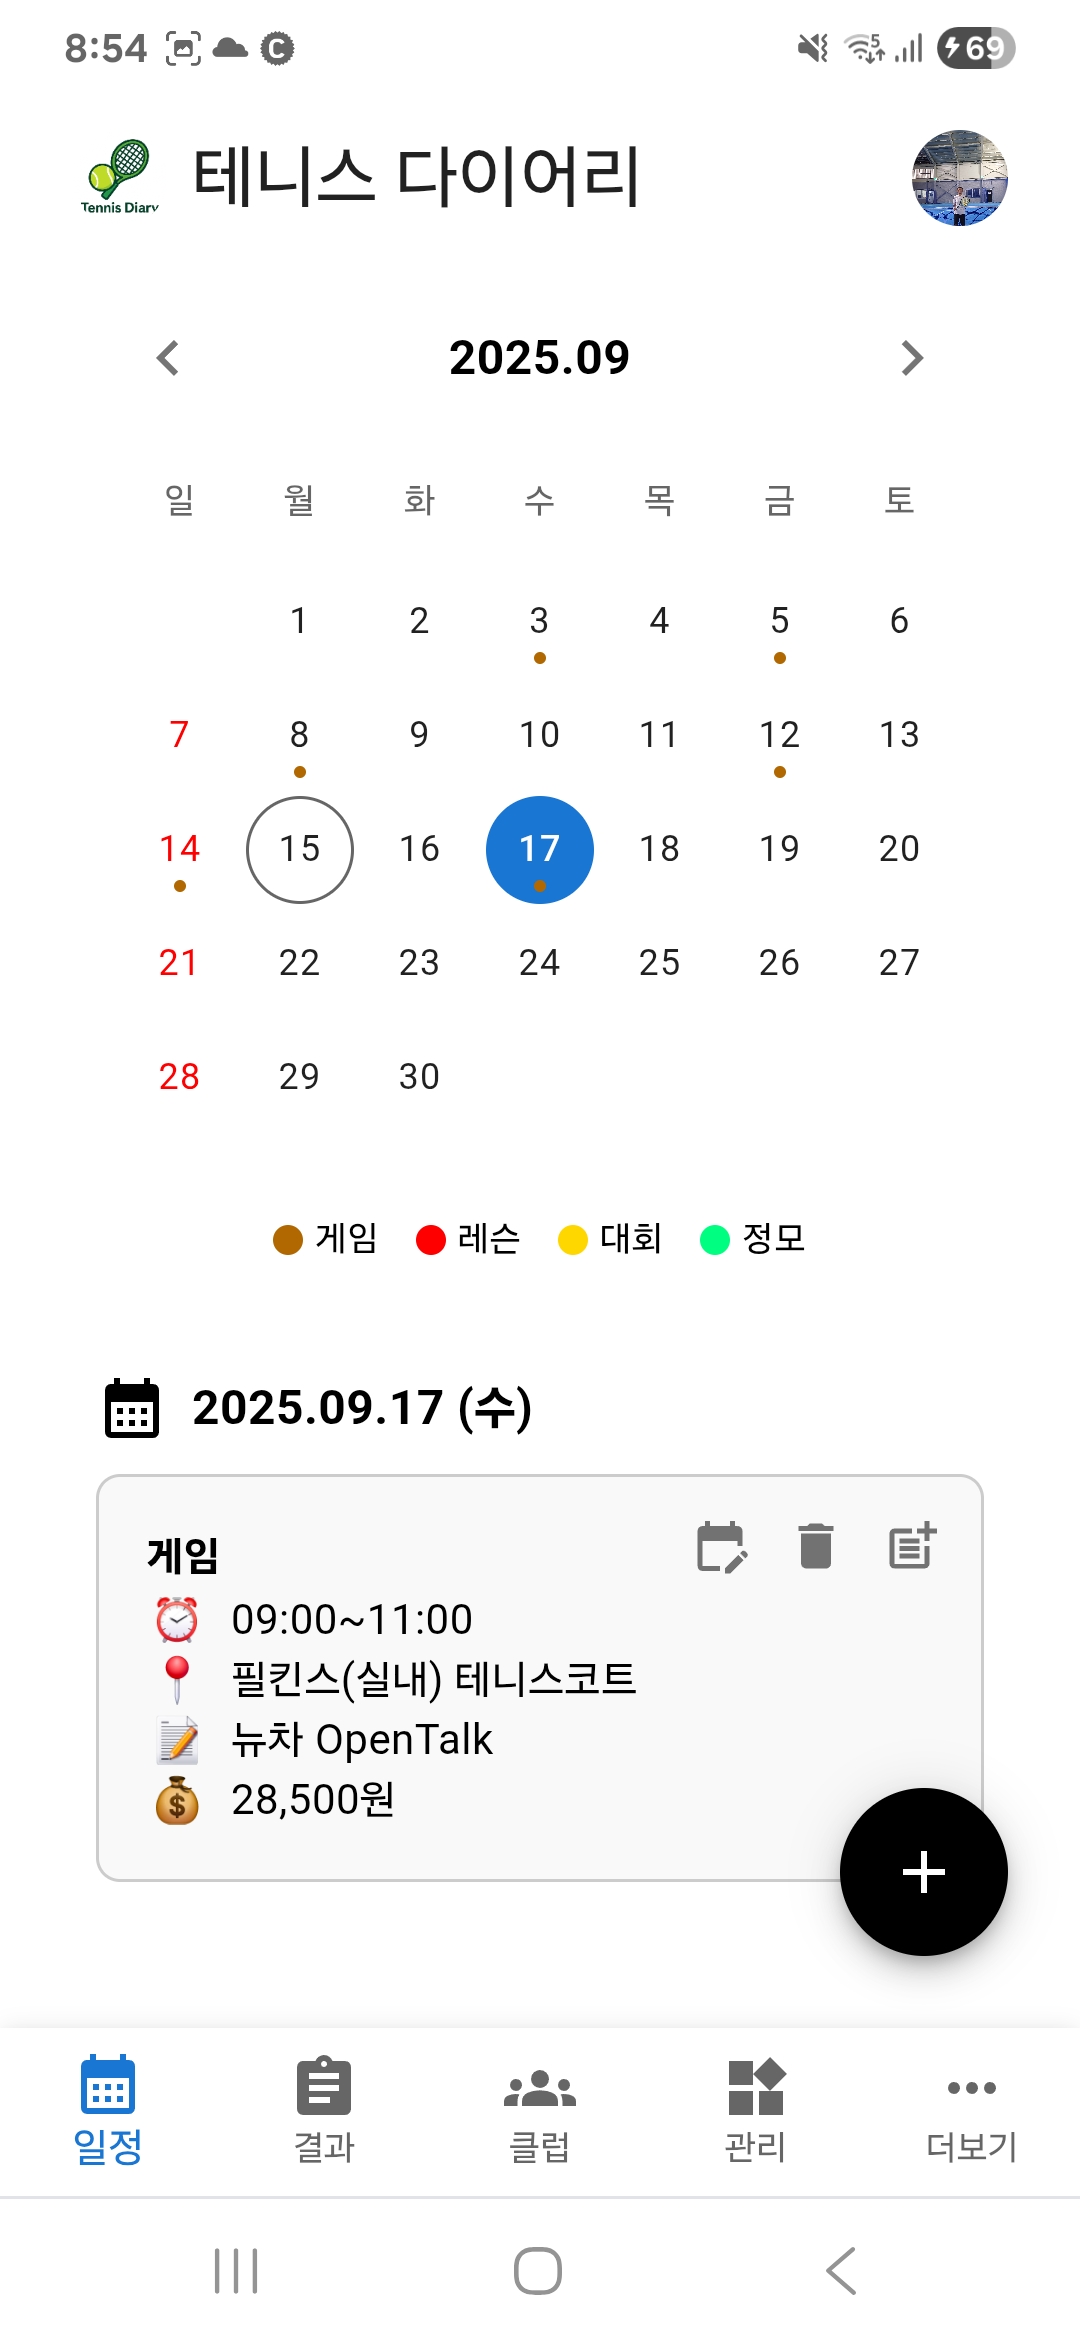 8:54
69
Tennis Diary
테니스 다이어리
2025.09
일 월 화 수 목 금 토
1 2 3 4 5 6
7 8 9 10 11 12 13
14 15 16 17 18 19 20
21 22 23 24 25 26 27
28 29 30
게임 레슨 대회 정모
2025.09.17 (수)
게임
09:00~11:00
필킨스(실내) 테니스코트
뉴차 OpenTalk
28,500원
일정 결과 클럽 관리 더보기